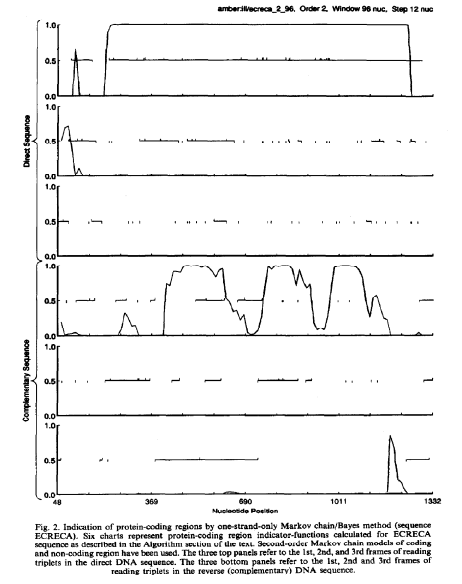 amber:lll/ecreca_2_96, Order 2, Window 96 nuc, Step 12 nuc
Direct Sequence
1.0
0.5
0.0
1.0
0.5
0.0
1.0
0.5
0.0
Complementary Sequence
1.0
0.5
0.0
1.0
0.5
0.0
1.0
0.5
0.0
48 369 690 1011 1332
Nucleotide Position
Fig. 2. Indication of protein-coding regions by one-strand-only Markov chain/Bayes method (sequence
ECRECA). Six charts represent protein-coding region indicator-functions calculated for ECRECA
sequence as described in the Algorithm section of the text. Second-order Markov chain models of coding
and non-coding region have been used. The three top panels refer to the 1st, 2nd, and 3rd frames of reading
triplets in the direct DNA sequence. The three bottom panels refer to the 1st, 2nd and 3rd frames of
reading triplets in the reverse (complementary) DNA sequence.